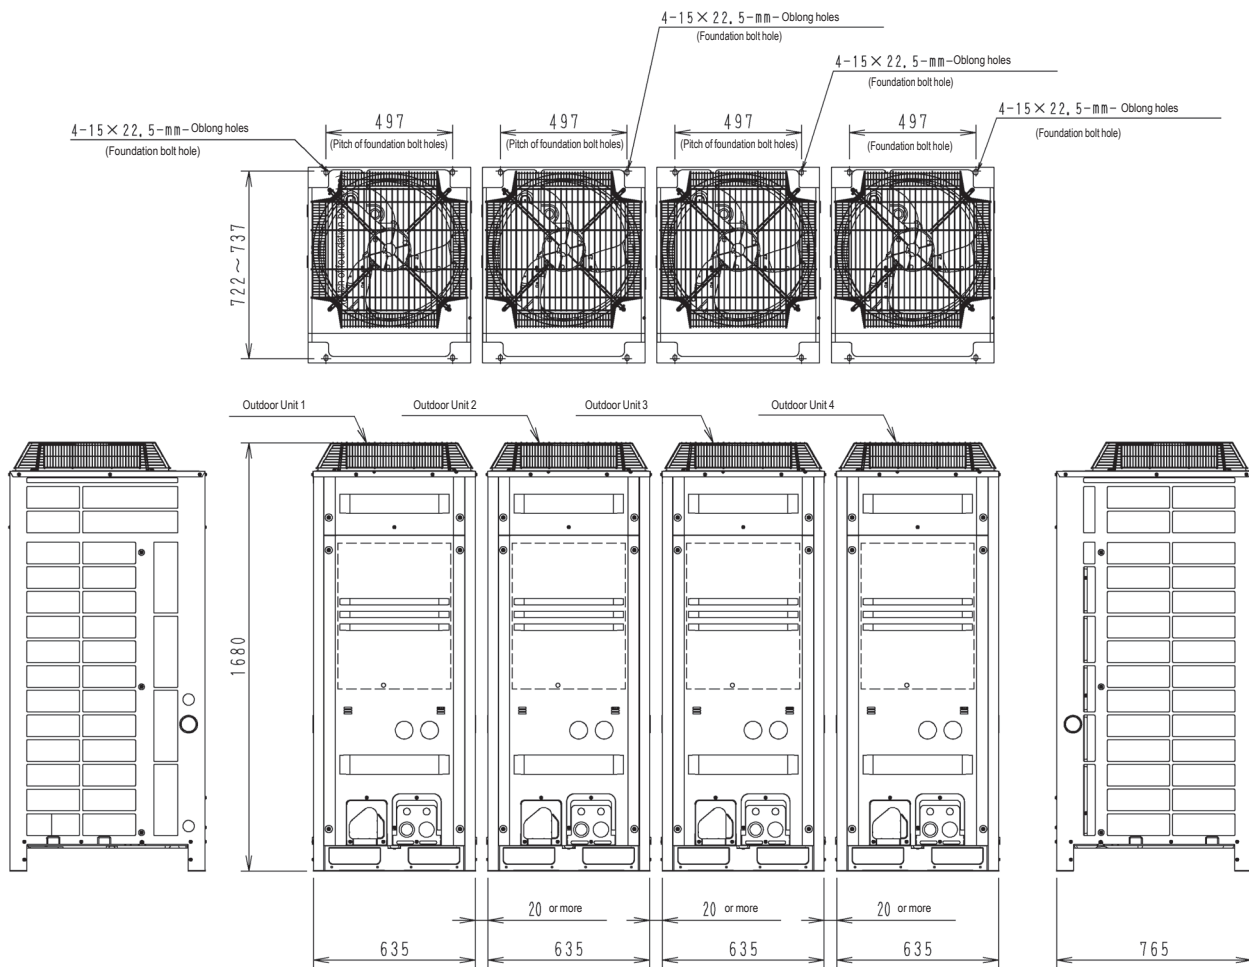 4-15×22.5-mm-Oblong holes
(Foundation bolt hole)
4-15×22.5-mm-Oblong holes
(Foundation bolt hole)
4-15×22.5-mm- Oblong holes
(Foundation bolt hole)
4-15×22.5-mm- Oblong holes
(Foundation bolt hole)
497
(Pitch of foundation bolt holes)
497
(Pitch of foundation bolt holes)
497
(Pitch of foundation bolt holes)
497
(Foundation bolt hole)
722~737
Outdoor Unit 1
Outdoor Unit 2
Outdoor Unit 3
Outdoor Unit 4
1680
20 or more
20 or more
20 or more
635
635
635
635
765